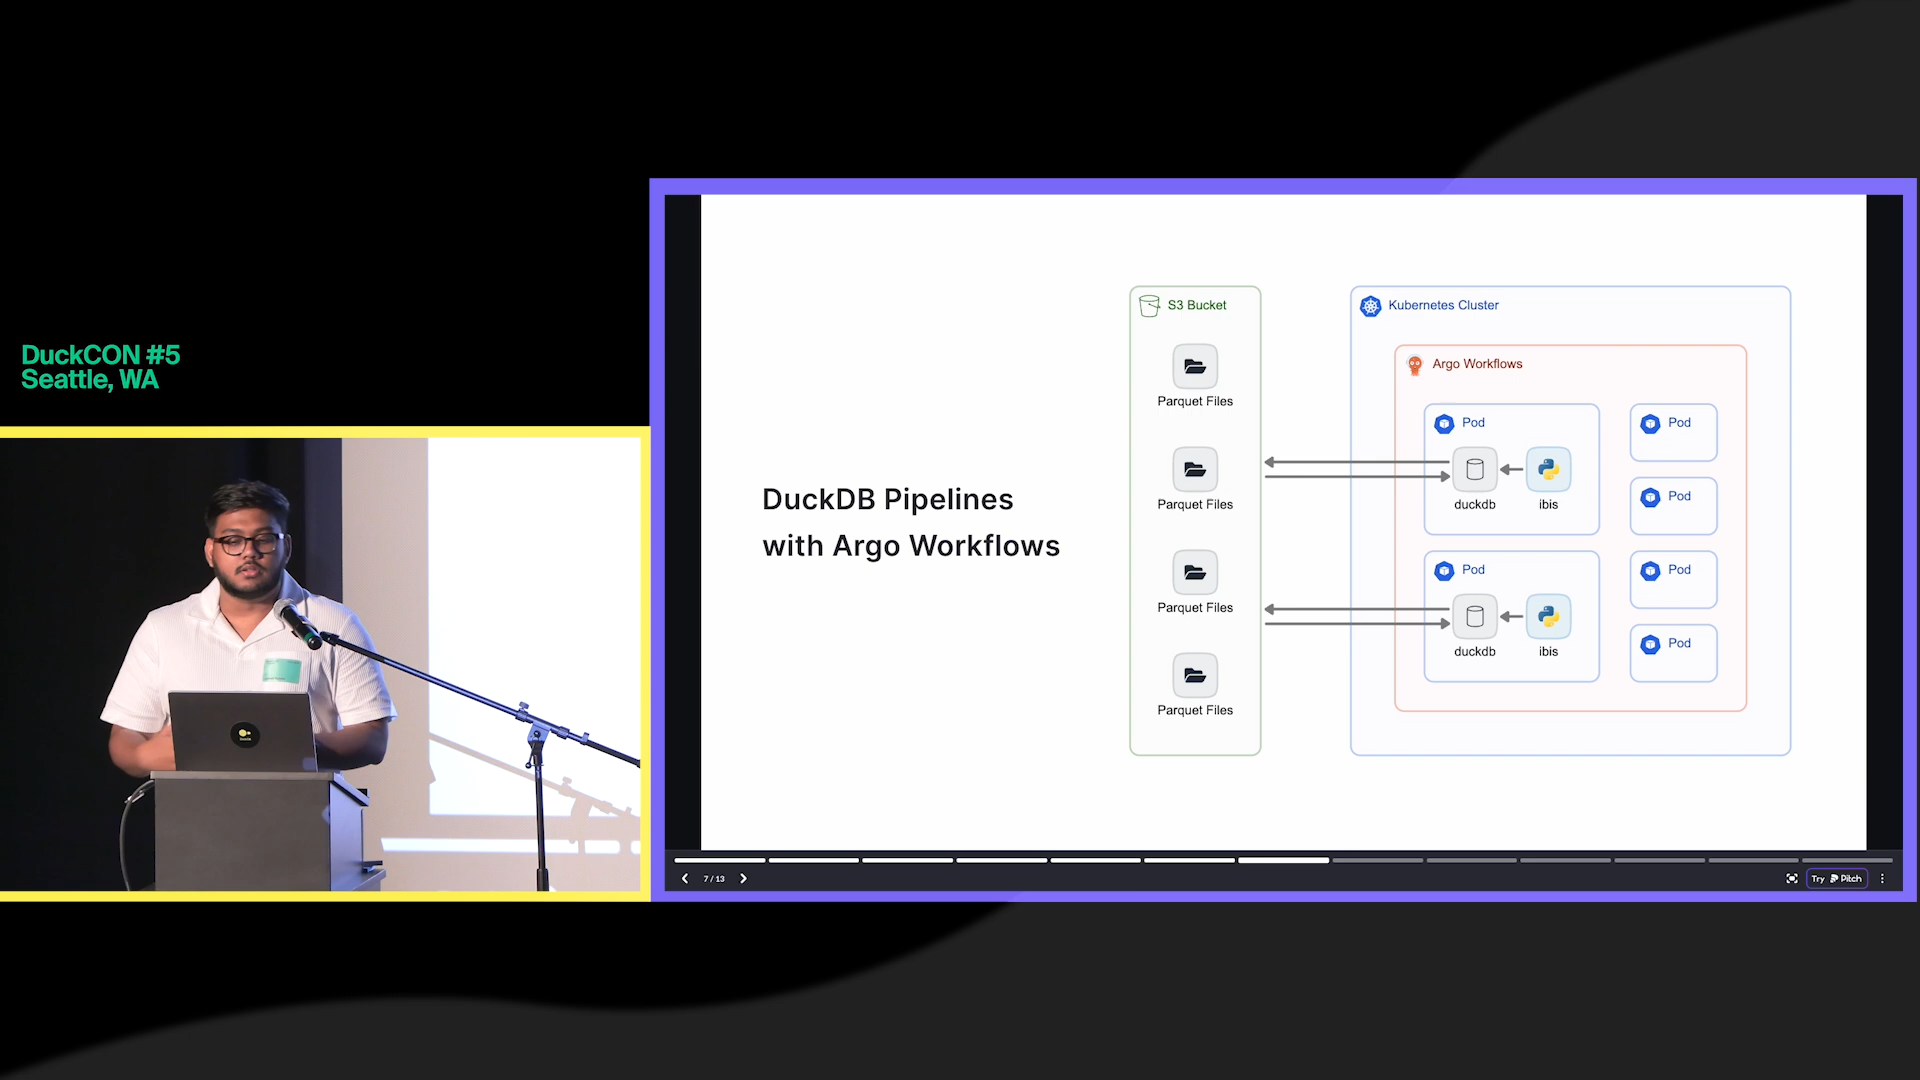 DuckCON #5
Seattle, WA
DuckDB Pipelines
with Argo Workflows
S3 Bucket
Parquet Files
Parquet Files
Parquet Files
Parquet Files
Kubernetes Cluster
Argo Workflows
Pod
duckdb
ibis
Pod
duckdb
ibis
Pod
Pod
Pod
Pod
7 / 13
Try Pitch